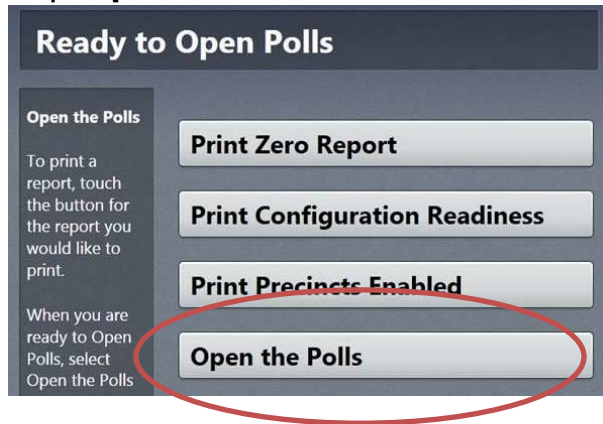 Ready to Open Polls
Open the Polls
To print a
report, touch
the button for
the report you
would like to
print.
When you are
ready to Open
Polls, select
Open the Polls
Print Zero Report
Print Configuration Readiness
Print Precincts Enabled
Open the Polls